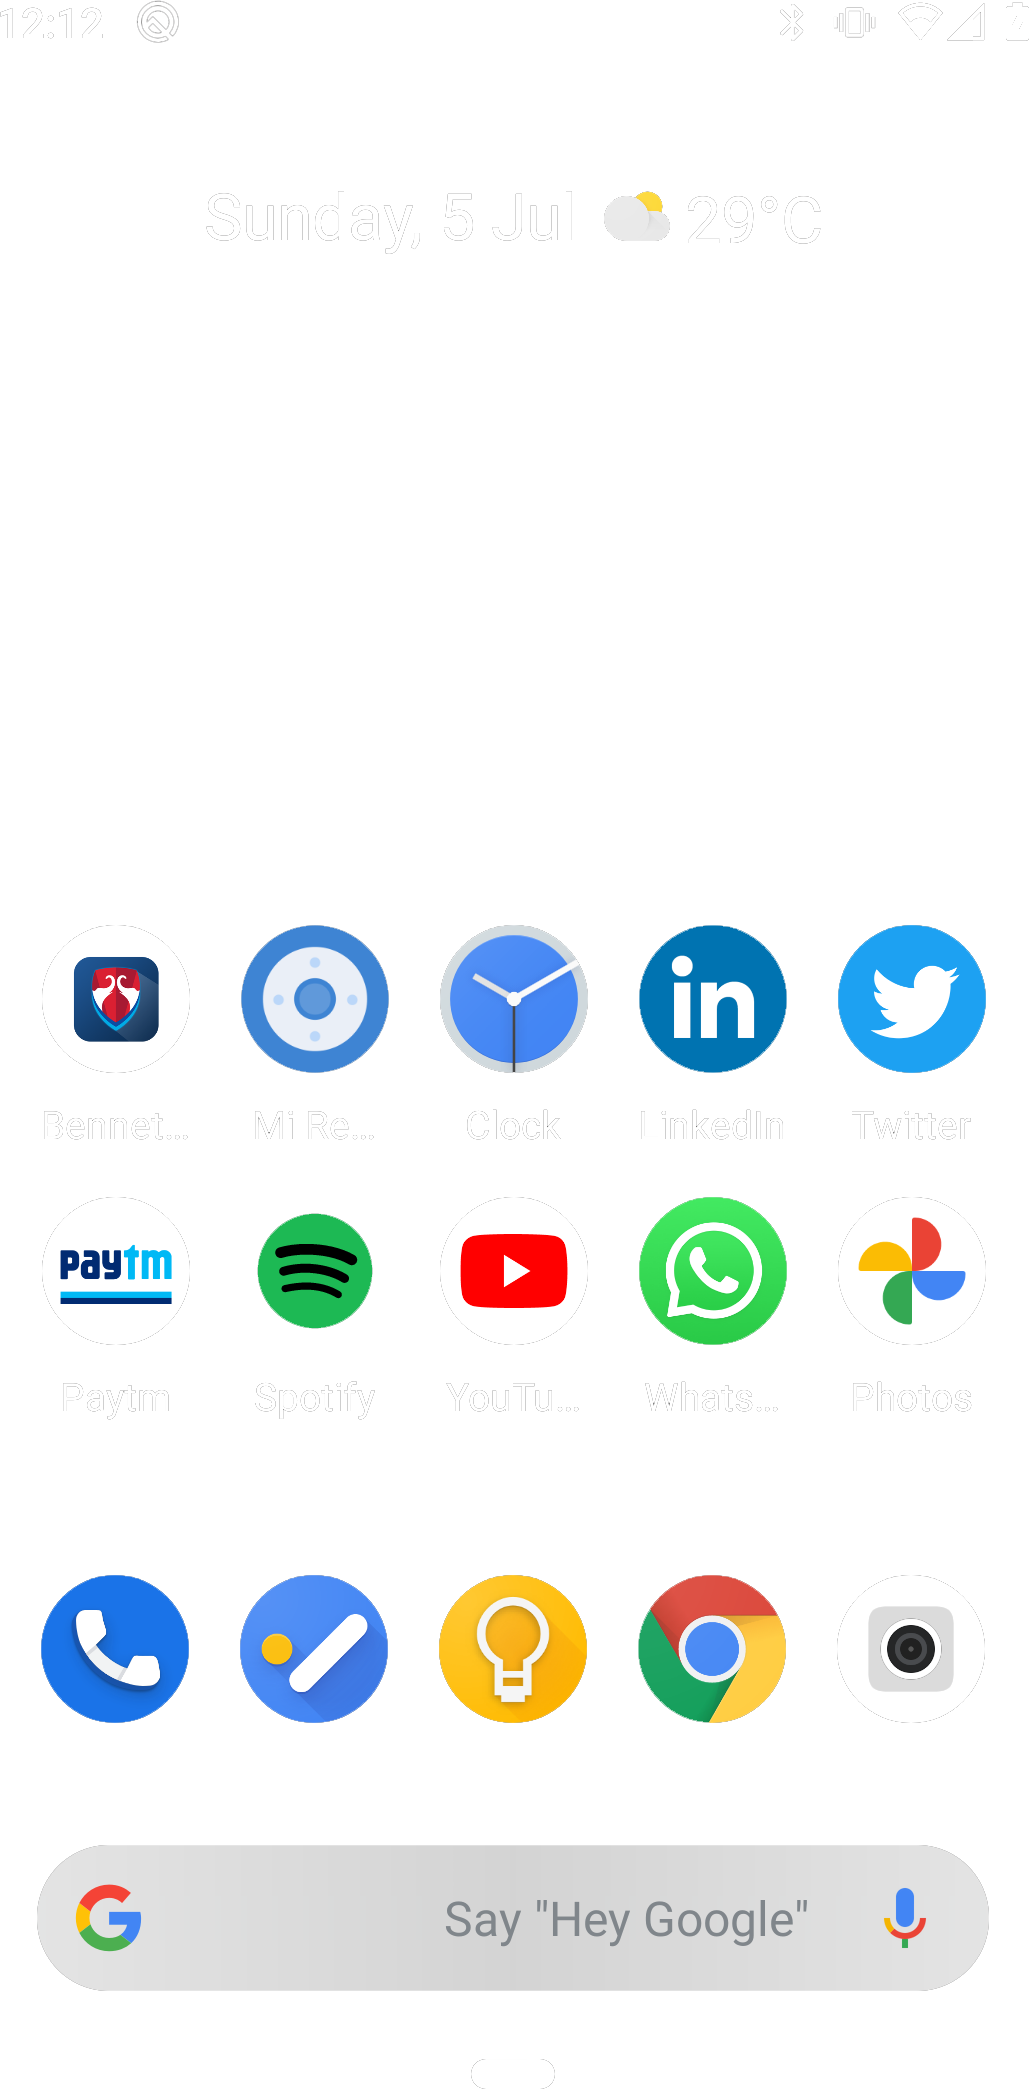 12:12
Sunday, 5 Jul 29°C
Bennet... Mi Re... Clock LinkedIn Twitter
paytm
Paytm Spotify YouTu... Whats... Photos
Say "Hey Google"